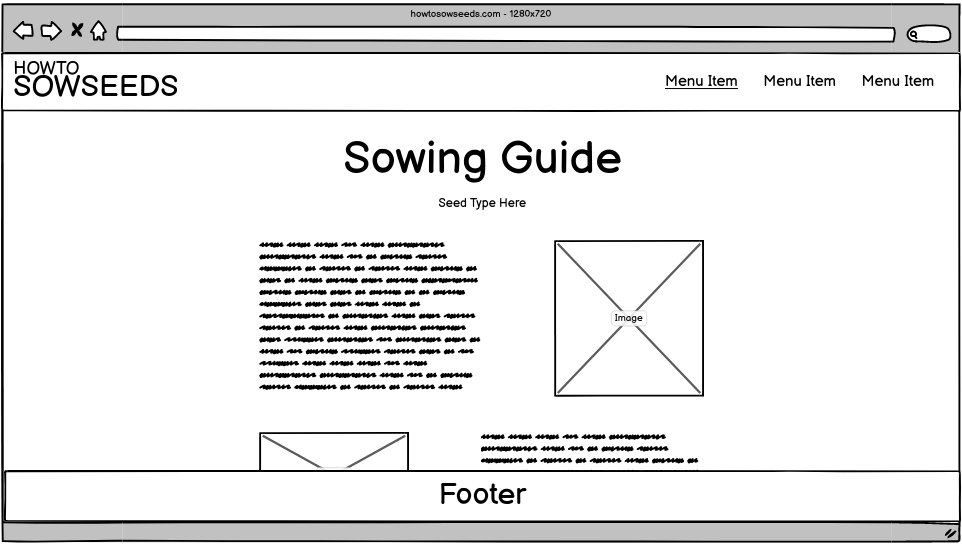 howtosowseeds.com - 1280x720
HOWTO
SOWSEEDS
Menu Item Menu Item Menu Item
Sowing Guide
Seed Type Here
Image
Footer